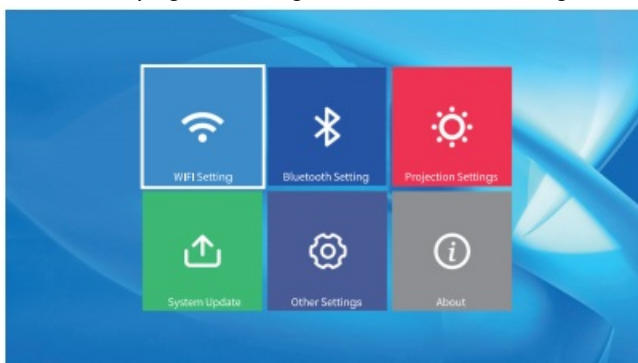 WIFI Setting
Bluetooth Setting
Projection Settings
System Update
Other Settings
About